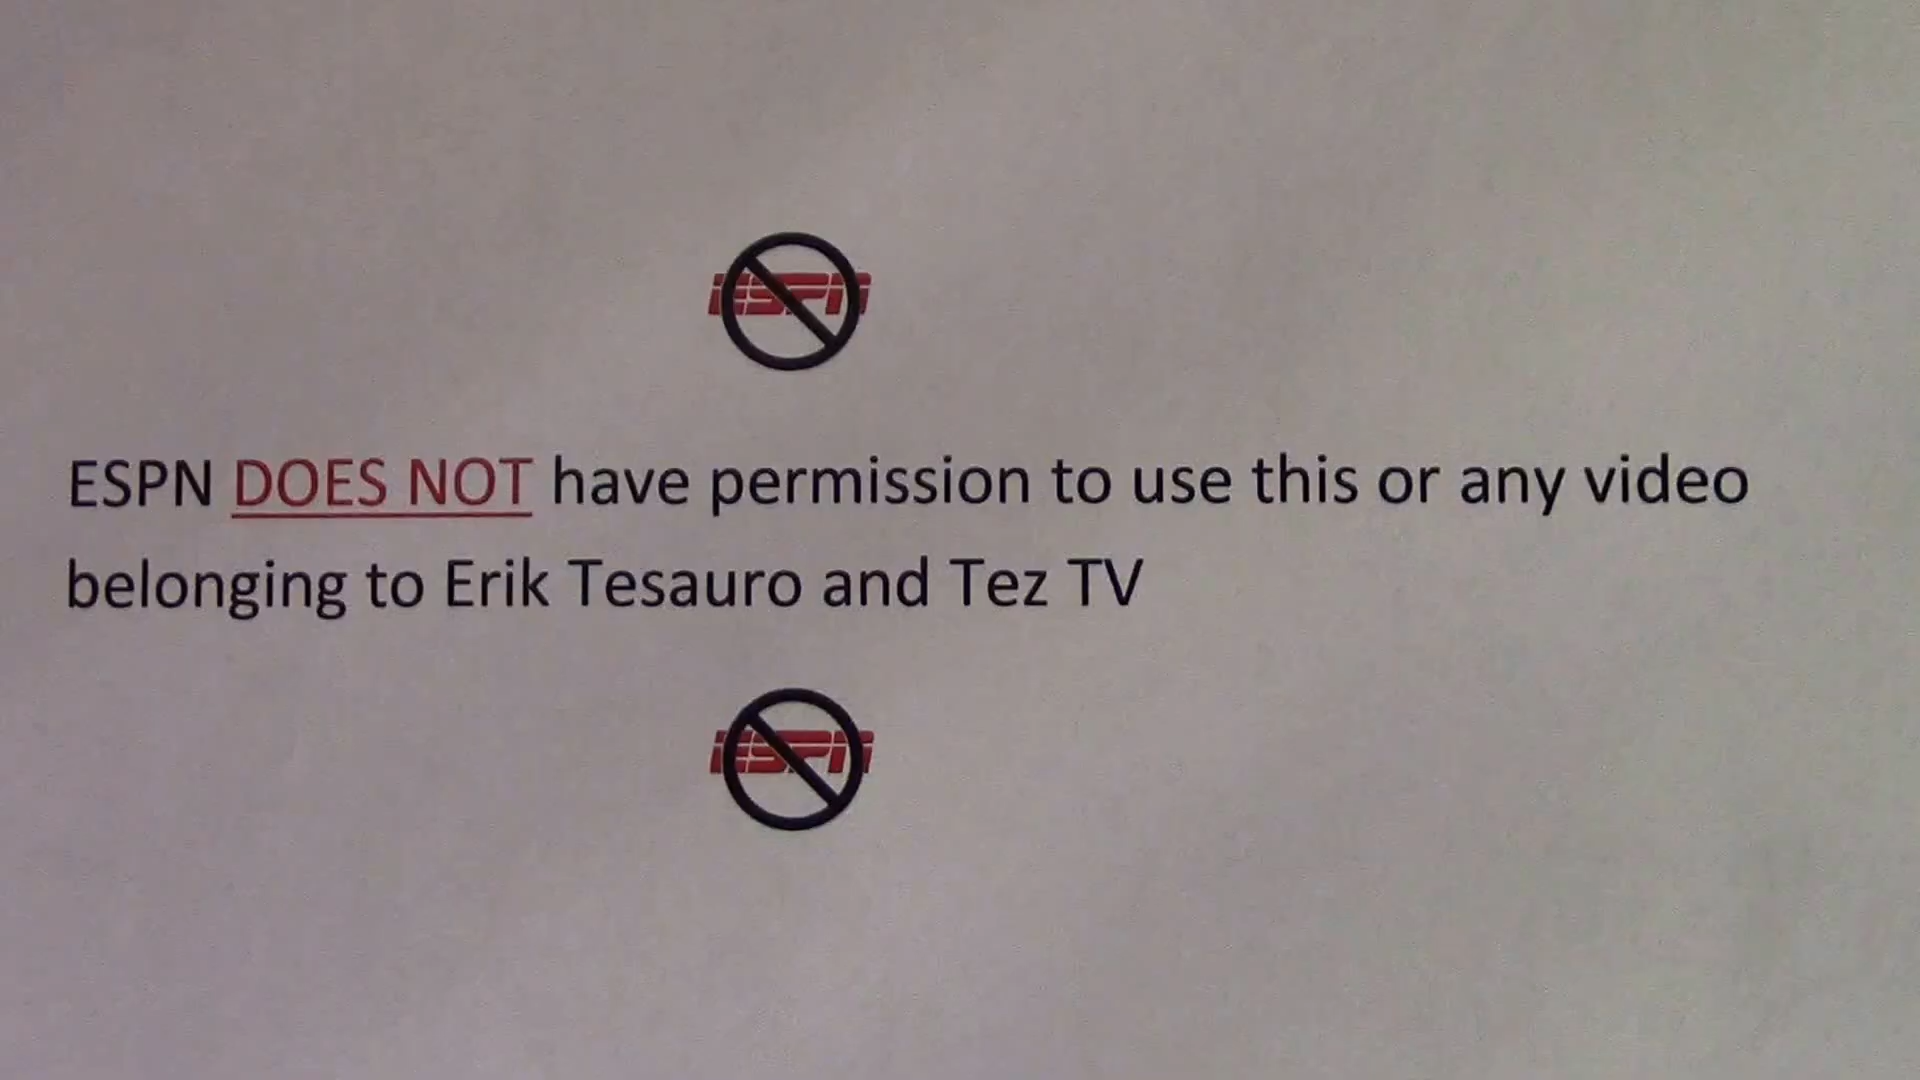 ESPN
ESPN DOES NOT have permission to use this or any video
belonging to Erik Tesauro and Tez TV
ESPN